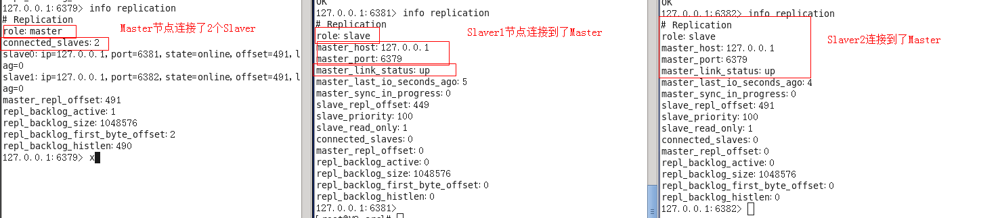 127.0.0.1:6379> info replication
# Replication
role:master
connected_slaves:2
slave0:ip=127.0.0.1,port=6381,state=online,offset=491,l
ag=0
slave1:ip=127.0.0.1,port=6382,state=online,offset=491,l
ag=0
master_repl_offset:491
repl_backlog_active:1
repl_backlog_size:1048576
repl_backlog_first_byte_offset:2
repl_backlog_histlen:490
127.0.0.1:6379> x
Master节点连接了2个Slaver
OK
127.0.0.1:6381> info replication
# Replication
role:slave
master_host:127.0.0.1
master_port:6379
master_link_status:up
master_last_io_seconds_ago:5
master_sync_in_progress:0
slave_repl_offset:449
slave_priority:100
slave_read_only:1
connected_slaves:0
master_repl_offset:0
repl_backlog_active:0
repl_backlog_size:1048576
repl_backlog_first_byte_offset:0
repl_backlog_histlen:0
127.0.0.1:6381>
Slaver1节点连接到了Master
OK
127.0.0.1:6382> info replication
# Replication
role:slave
master_host:127.0.0.1
master_port:6379
master_link_status:up
master_last_io_seconds_ago:4
master_sync_in_progress:0
slave_repl_offset:491
slave_priority:100
slave_read_only:1
connected_slaves:0
master_repl_offset:0
repl_backlog_active:0
repl_backlog_size:1048576
repl_backlog_first_byte_offset:0
repl_backlog_histlen:0
127.0.0.1:6382>
Slaver2连接到了Master